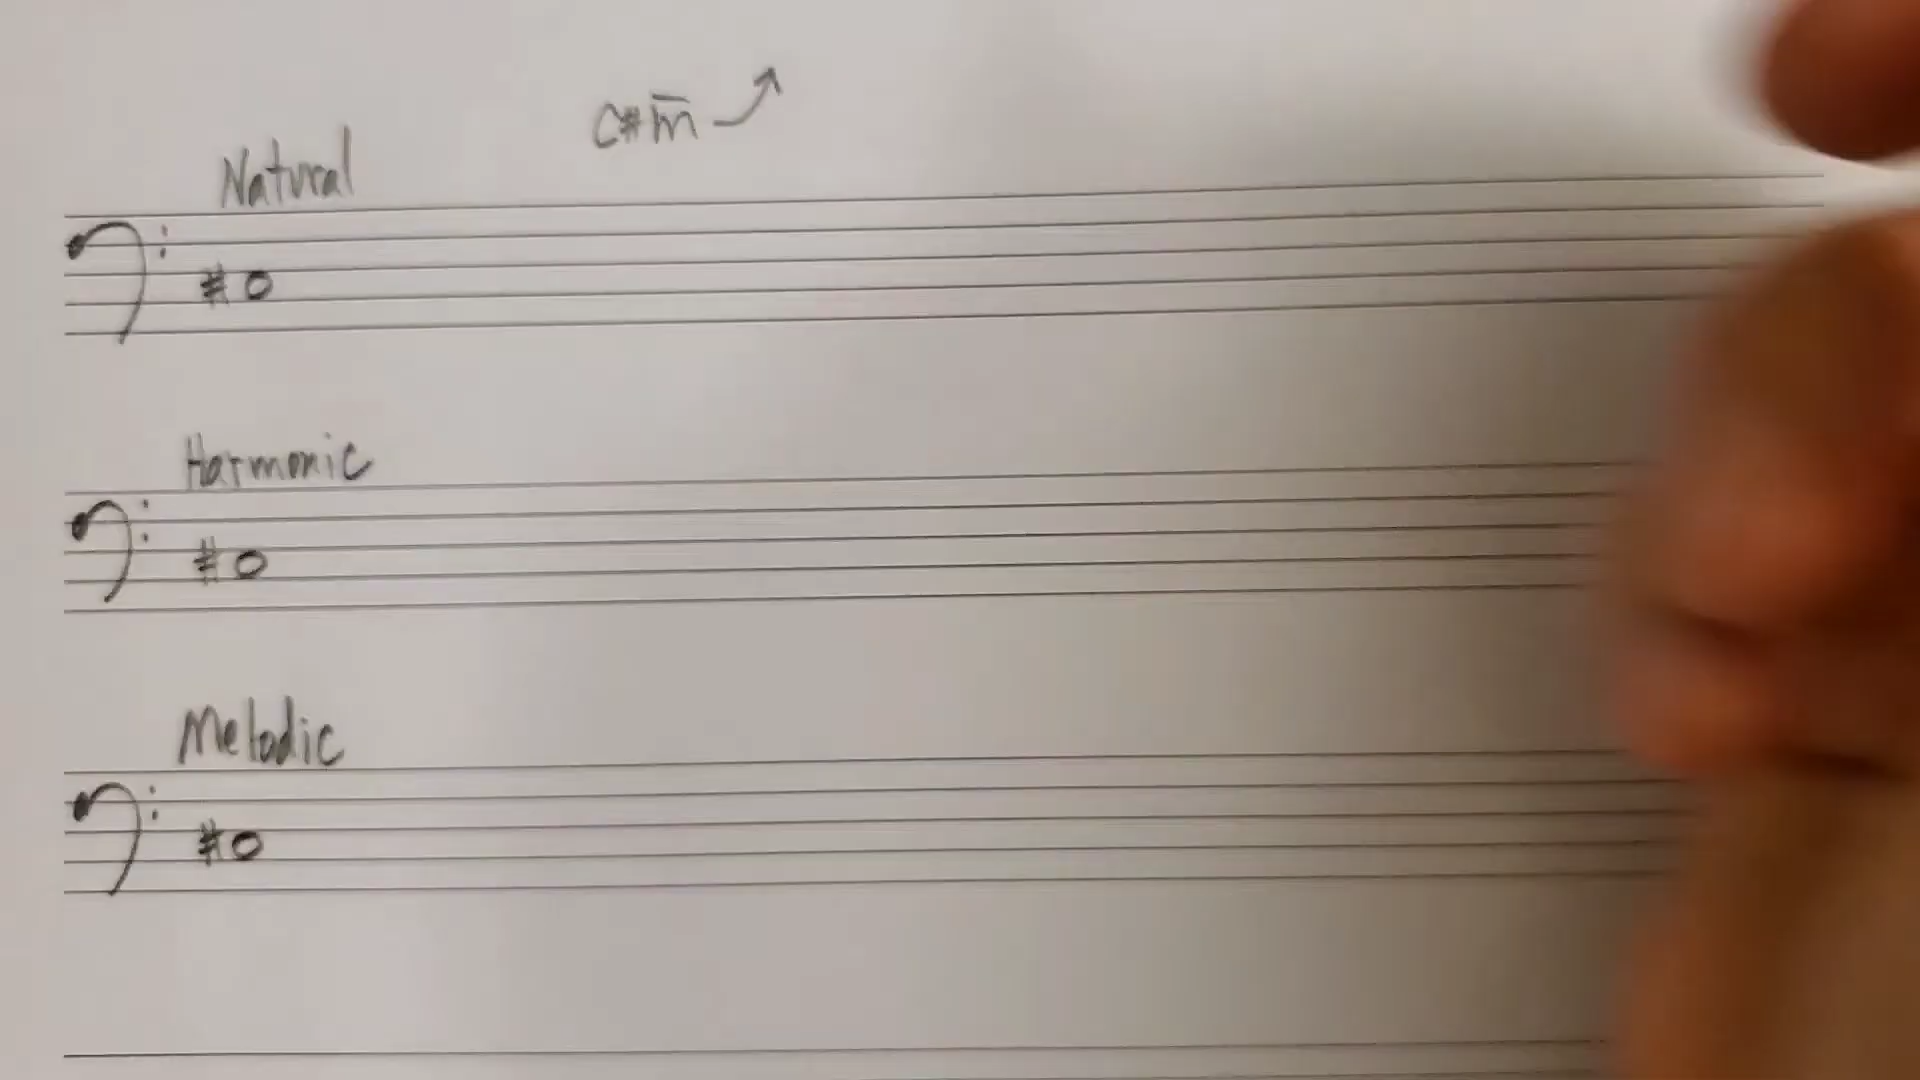 C#m̅
Natural
#
Harmonic
#
Melodic
#